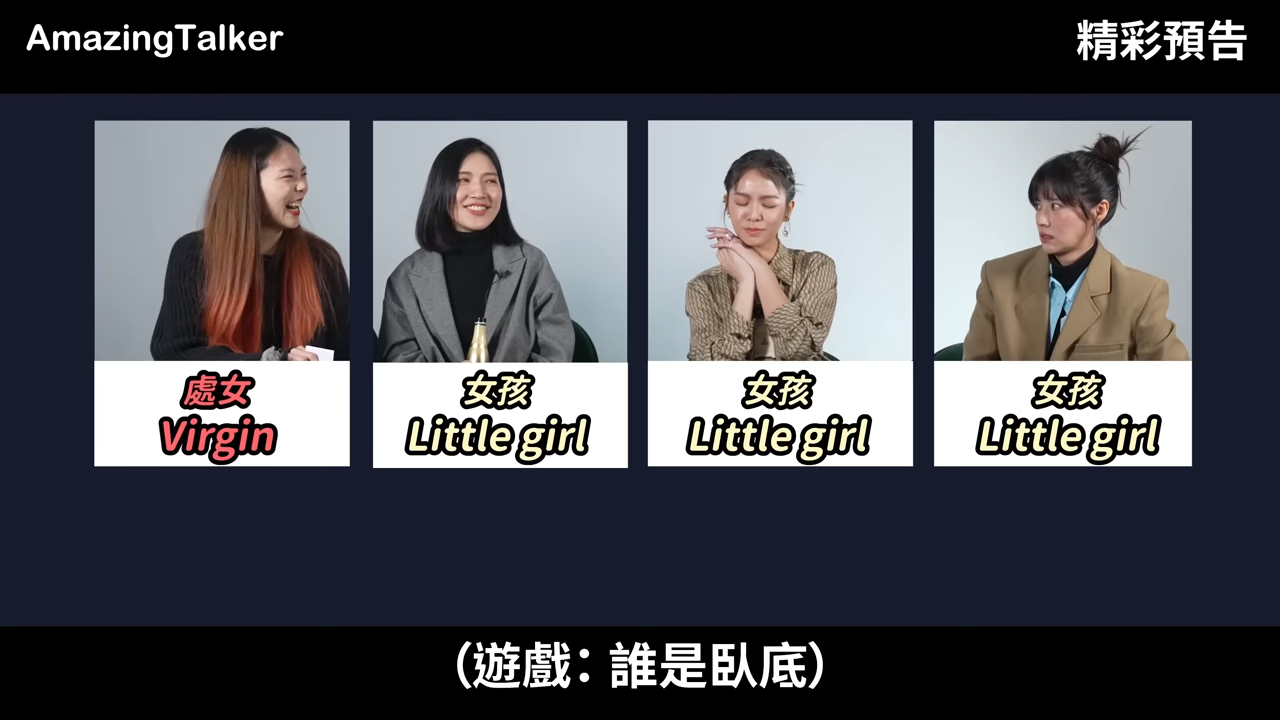 AmazingTalker
精彩預告
處女
Virgin
女孩
Little girl
女孩
Little girl
女孩
Little girl
(遊戲：誰是臥底)